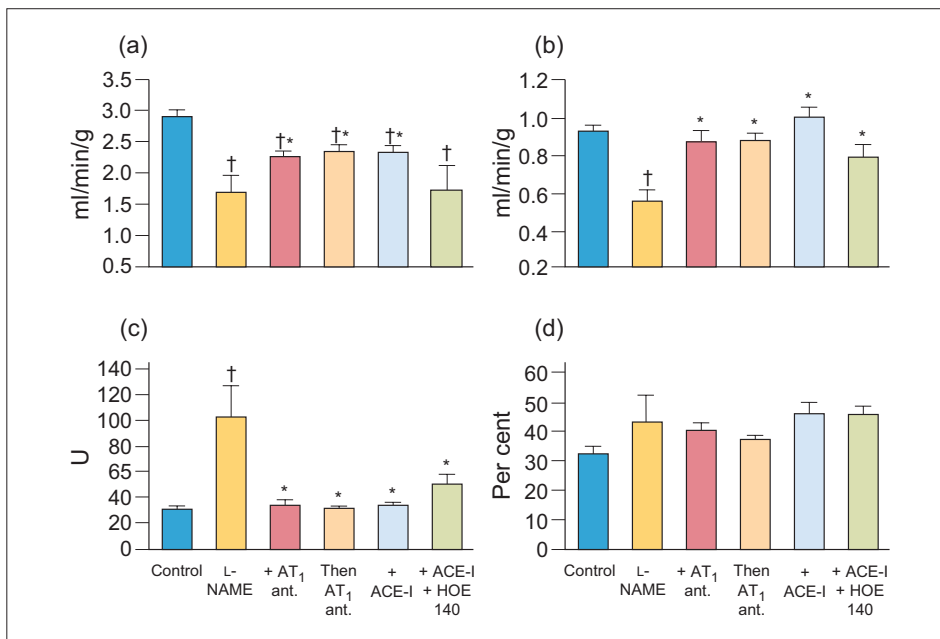 (a)
3.5
3.0
2.5
2.0
1.5
1.0
0.5
ml/min/g
†
†*
†*
†*
†
(b)
1.2
1.0
0.8
0.6
0.4
0.2
ml/min/g
†
*
*
*
*
(c)
140
120
100
80
65
40
20
0
U
†
*
*
*
*
Control
L-
NAME
+ AT1
ant.
Then
AT1
ant.
+
ACE-I
+ ACE-I
+ HOE
140
(d)
60
50
40
30
20
10
0
Per cent
Control
L-
NAME
+ AT1
ant.
Then
AT1
ant.
+
ACE-I
+ ACE-I
+ HOE
140